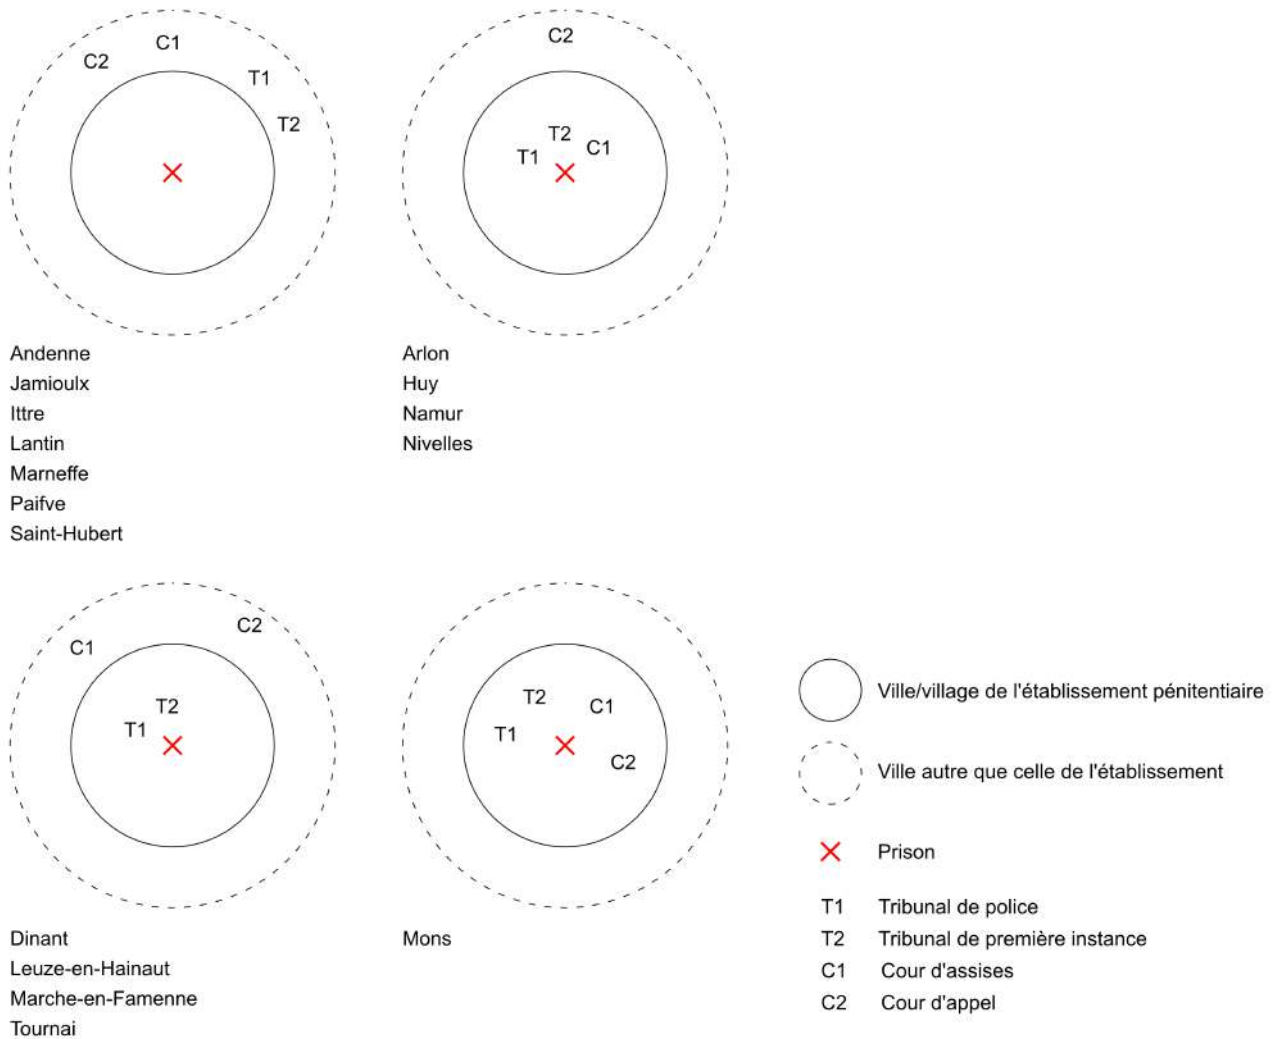 C1
C2
T1
T2
Andenne
Jamioulx
Ittre
Lantin
Marneffe
Paifve
Saint-Hubert
C2
T2
C1
T1
Arlon
Huy
Namur
Nivelles
C2
C1
T2
T1
Dinant
Leuze-en-Hainaut
Marche-en-Famenne
Tournai
T2
C1
T1
C2
Mons
Ville/village de l'établissement pénitentiaire
Ville autre que celle de l'établissement
Prison
T1 Tribunal de police
T2 Tribunal de première instance
C1 Cour d'assises
C2 Cour d'appel